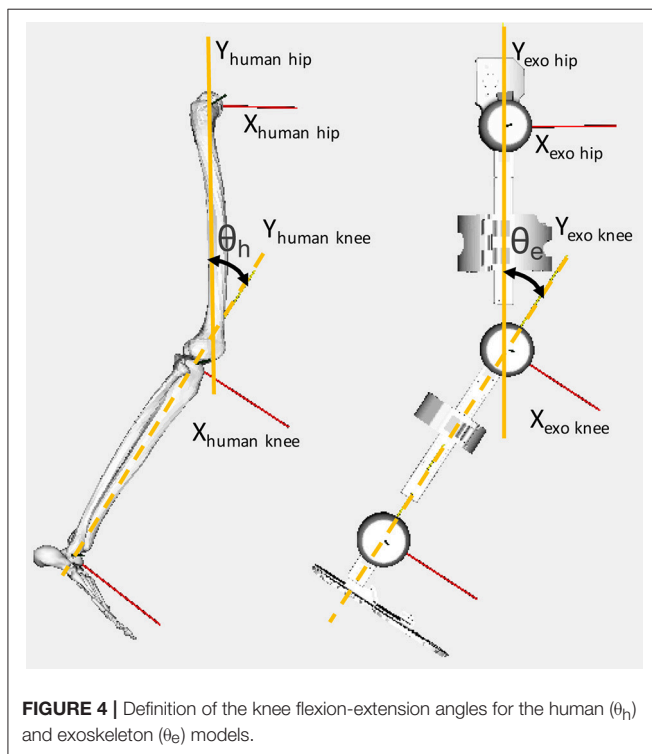 Y human hip
X human hip
θh
Y human knee
X human knee
Y exo hip
X exo hip
Y exo knee
θe
X exo knee
FIGURE 4 | Definition of the knee flexion-extension angles for the human (θh)
and exoskeleton (θe) models.